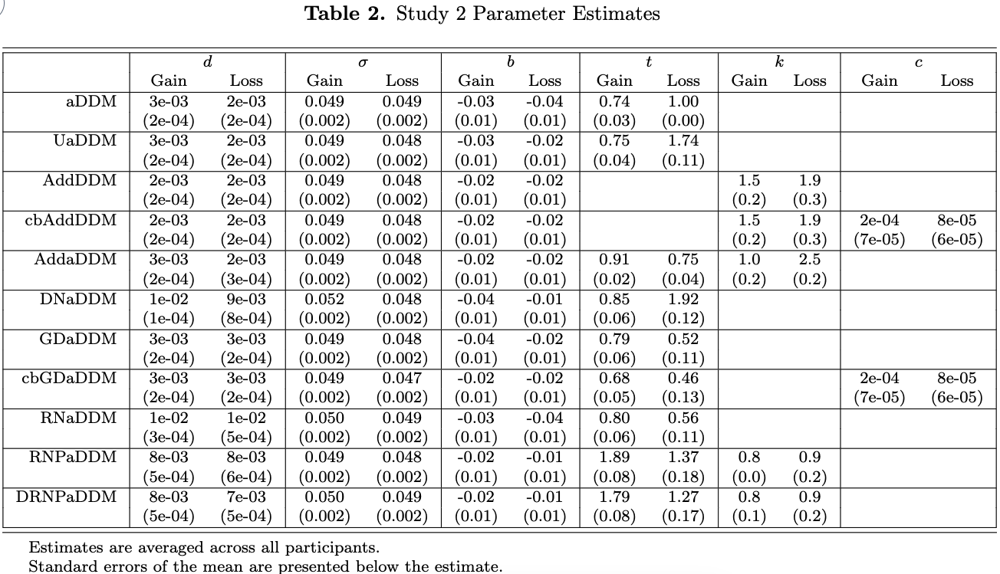 Table 2. Study 2 Parameter Estimates
d σ b t k c
Gain Loss Gain Loss Gain Loss Gain Loss Gain Loss Gain Loss
aDDM 3e-03 2e-03 0.049 0.049 -0.03 -0.04 0.74 1.00
(2e-04) (2e-04) (0.002) (0.002) (0.01) (0.01) (0.03) (0.00)
UaDDM 3e-03 2e-03 0.049 0.048 -0.03 -0.02 0.75 1.74
(2e-04) (2e-04) (0.002) (0.002) (0.01) (0.01) (0.04) (0.11)
AddDDM 2e-03 2e-03 0.049 0.048 -0.02 -0.02 1.5 1.9
(2e-04) (2e-04) (0.002) (0.002) (0.01) (0.01) (0.2) (0.3)
cbAddDDM 2e-03 2e-03 0.049 0.048 -0.02 -0.02 1.5 1.9 2e-04 8e-05
(2e-04) (2e-04) (0.002) (0.002) (0.01) (0.01) (0.2) (0.3) (7e-05) (6e-05)
AddaDDM 3e-03 2e-03 0.049 0.048 -0.02 -0.02 0.91 0.75 1.0 2.5
(2e-04) (3e-04) (0.002) (0.002) (0.01) (0.01) (0.02) (0.04) (0.2) (0.2)
DNaDDM 1e-02 9e-03 0.052 0.048 -0.04 -0.01 0.85 1.92
(1e-04) (8e-04) (0.002) (0.002) (0.01) (0.01) (0.06) (0.12)
GDaDDM 3e-03 3e-03 0.049 0.048 -0.04 -0.02 0.79 0.52
(2e-04) (2e-04) (0.002) (0.002) (0.01) (0.01) (0.06) (0.11)
cbGDaDDM 3e-03 3e-03 0.049 0.047 -0.02 -0.02 0.68 0.46 2e-04 8e-05
(2e-04) (2e-04) (0.002) (0.002) (0.01) (0.01) (0.05) (0.13) (7e-05) (6e-05)
RNaDDM 1e-02 1e-02 0.050 0.049 -0.03 -0.04 0.80 0.56
(3e-04) (5e-04) (0.002) (0.002) (0.01) (0.01) (0.06) (0.11)
RNPaDDM 8e-03 8e-03 0.049 0.048 -0.02 -0.01 1.89 1.37 0.8 0.9
(5e-04) (6e-04) (0.002) (0.002) (0.01) (0.01) (0.08) (0.18) (0.0) (0.2)
DRNPaDDM 8e-03 7e-03 0.050 0.049 -0.02 -0.01 1.79 1.27 0.8 0.9
(5e-04) (5e-04) (0.002) (0.002) (0.01) (0.01) (0.08) (0.17) (0.1) (0.2)
Estimates are averaged across all participants.
Standard errors of the mean are presented below the estimate.